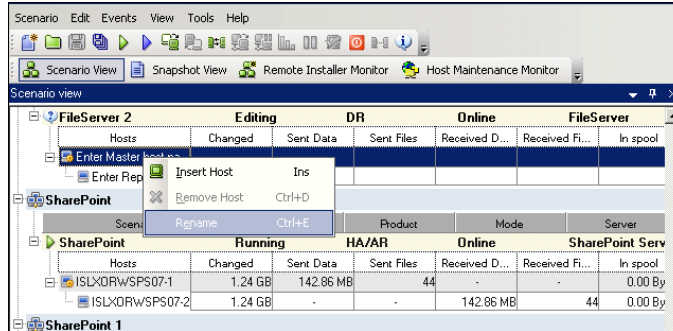 Scenario Edit Events View Tools Help
Scenario View Snapshot View Remote Installer Monitor Host Maintenance Monitor
Scenario view
FileServer 2 Editing DR Online FileServer
Hosts Changed Sent Data Sent Files Received D... Received Fi... In spool
Enter Master host na
Insert Host Ins
Enter Rep
Remove Host Ctrl+D
SharePoint
Rename Ctrl+E
Scena Product Mode Server
SharePoint Running HA/AR Online SharePoint Serv
Hosts Changed Sent Data Sent Files Received D... Received Fi... In spool
ISLXORWSPS07-1 1.24 GB 142.86 MB 44 - - 0.00 By
ISLXORWSPS07-2 1.24 GB - - 142.86 MB 44 0.00 By
SharePoint 1